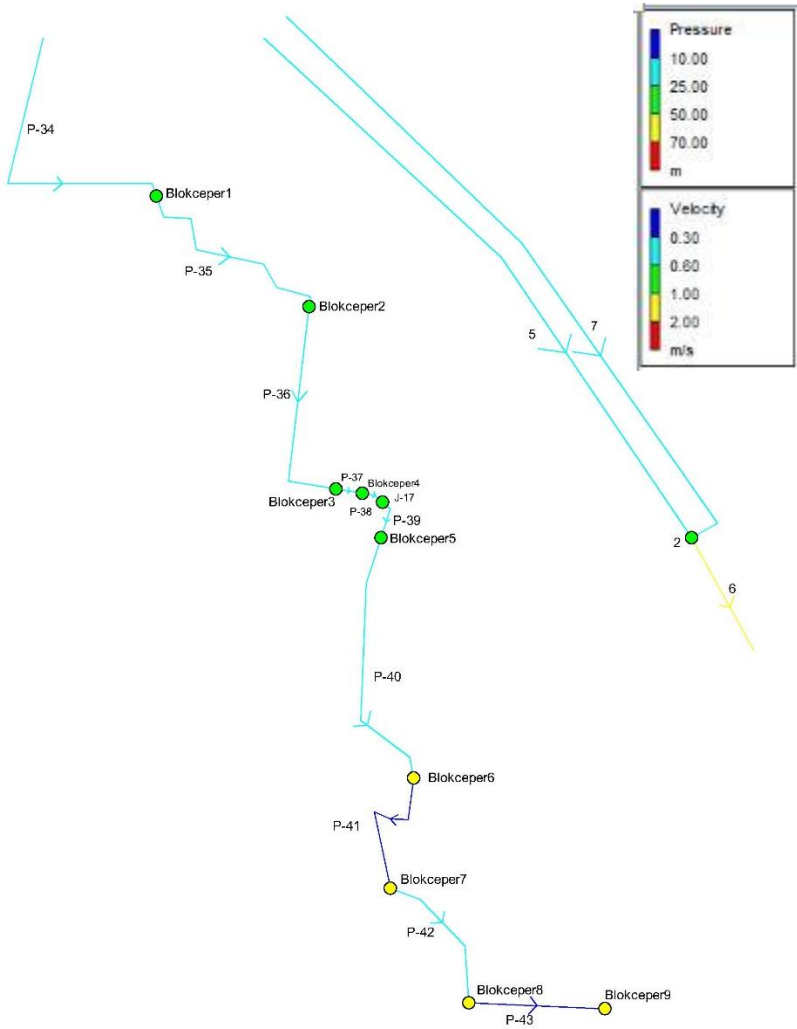 Pressure
10.00
25.00
50.00
70.00
m
Velocity
0.30
0.60
1.00
2.00
m/s
P-34
Blokceper1
P-35
Blokceper2
5
7
P-36
P-37
Blokceper4
Blokceper3
J-17
P-38
P-39
Blokceper5
2
6
P-40
Blokceper6
P-41
Blokceper7
P-42
Blokceper8
Blokceper9
P-43